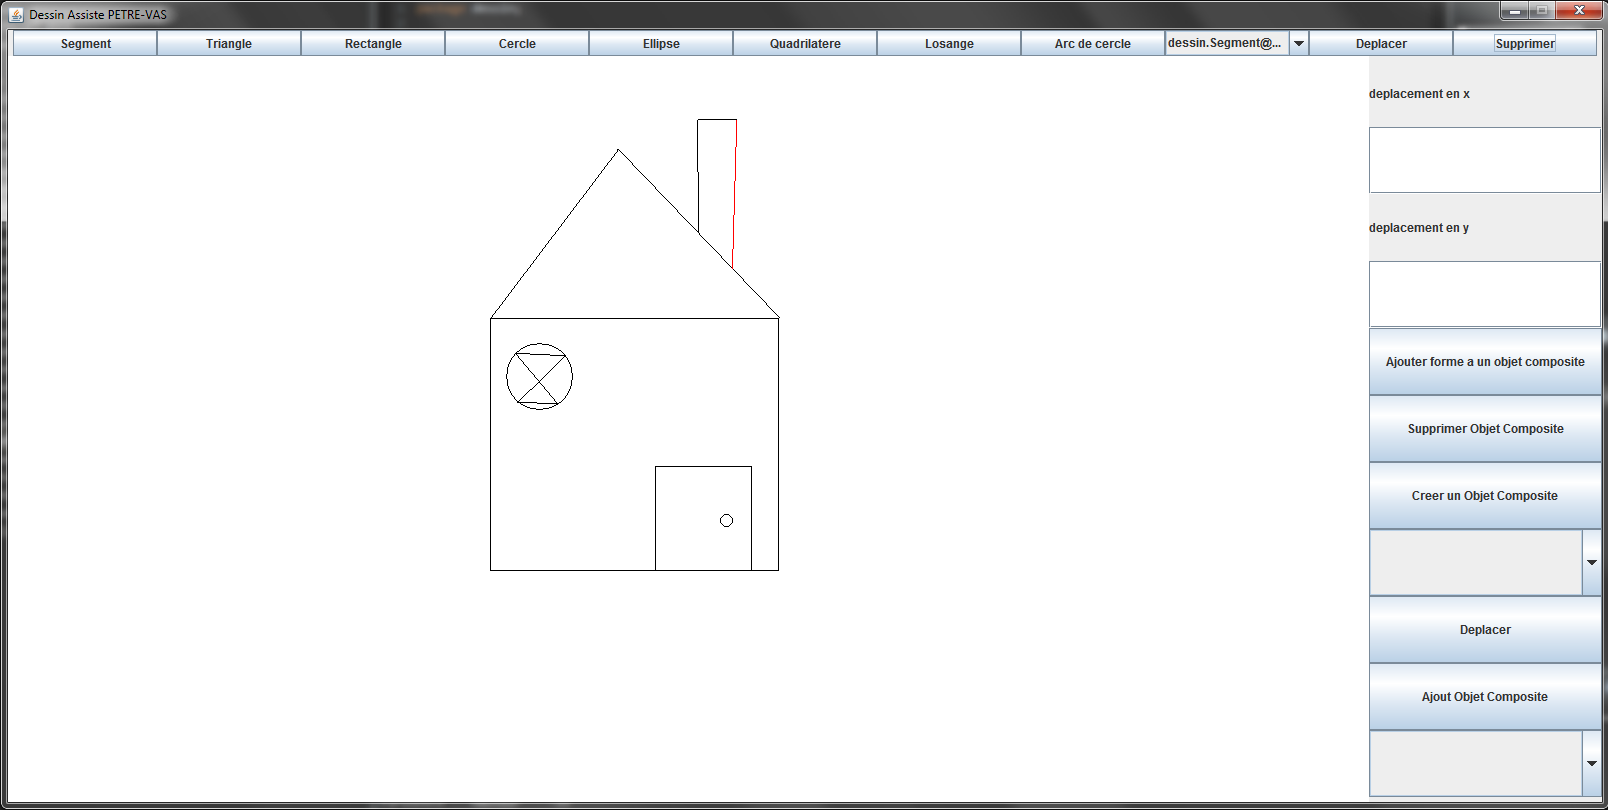 Dessin Assiste PETRE-VAS
Segment
Triangle
Rectangle
Cercle
Ellipse
Quadrilatere
Losange
Arc de cercle
dessin.Segment@...
Deplacer
Supprimer
deplacement en x
deplacement en y
Ajouter forme a un objet composite
Supprimer Objet Composite
Creer un Objet Composite
Deplacer
Ajout Objet Composite